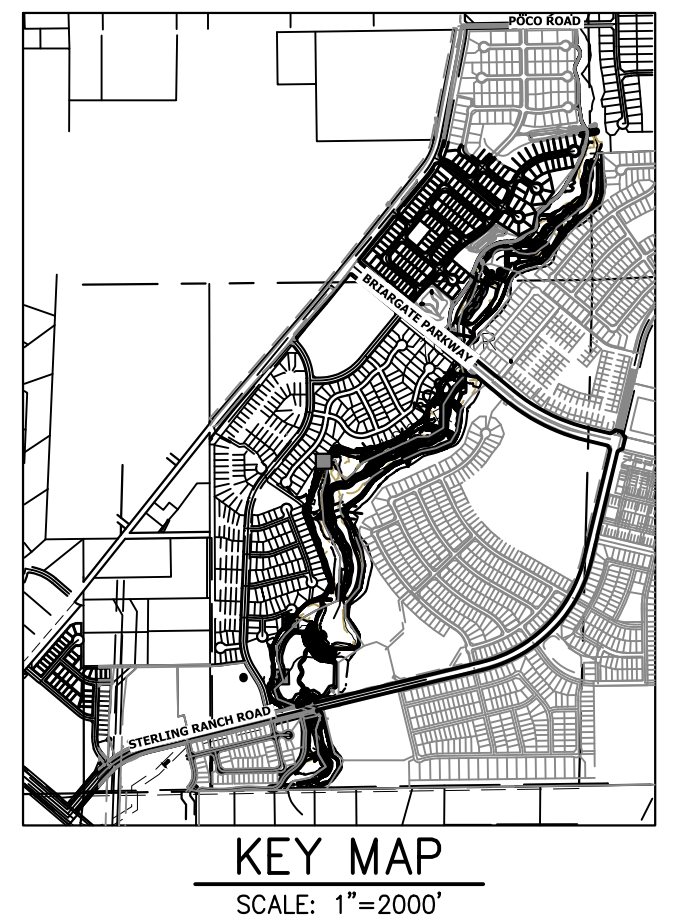 POCO ROAD
BRIARGATE PARKWAY
STERLING RANCH ROAD
KEY MAP
SCALE: 1"=2000'